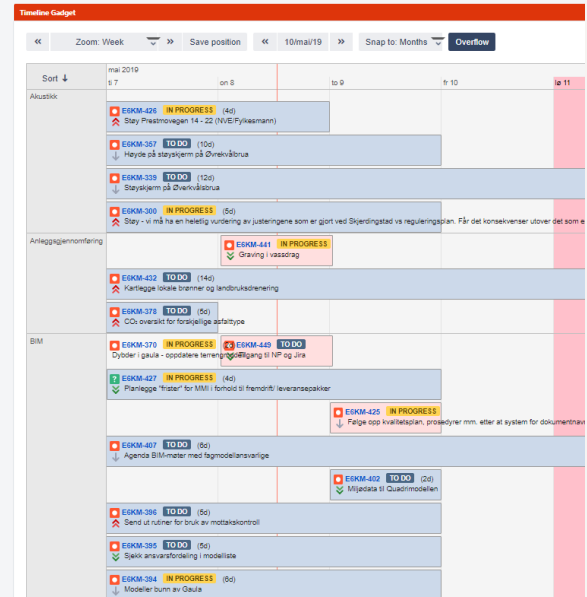 Timeline Gadget
« Zoom: Week » Save position « 10/mai/19 » Snap to: Months Overflow
Sort ↓
mai 2019
ti 7 on 8 to 9 fr 10 lø 11
Akustikk
E6KM-426 IN PROGRESS (4d)
Støy Prestmovegen 14 - 22 (NVE/Fylkesmann)
E6KM-357 TO DO (10d)
Høyde på støyskjerm på Øvrekvålbrua
E6KM-339 TO DO (12d)
Støyskjerm på Øverkvålsbrua
E6KM-300 IN PROGRESS (5d)
Støy - vi må ha en heletlig vurdering av justeringene som er gjort ved Skjerdingstad vs reguleringsplan. Får det konsekvenser utover det som e
Anleggsgjennomføring
E6KM-441 IN PROGRESS
Graving i vassdrag
E6KM-432 TO DO (14d)
Kartlegge lokale brønner og landbruksdrenering
E6KM-378 TO DO (5d)
CO₂ oversikt for forskjellige asfalttype
BIM
E6KM-370 IN PROGRESS
E6KM-449 TO DO
Dybder i gaula - oppdatere
Tilgang til NP og Jira
E6KM-427 IN PROGRESS (4d)
Planlegge "frister" for MMI i forhold til fremdrift/ leveransepakker
E6KM-425 IN PROGRESS
Følge opp kvalitetsplan, prosedyrer mm. etter at system for dokumentnav
E6KM-407 TO DO (6d)
Agenda BIM-møter med fagmodellansvarlige
E6KM-402 TO DO (2d)
Miljødata til Quadrimodellen
E6KM-396 TO DO (5d)
Send ut rutiner for bruk av mottakskontroll
E6KM-395 TO DO (5d)
Sjekk ansvarsfordeling i modelliste
E6KM-394 IN PROGRESS (6d)
Modeller bunn av Gaula